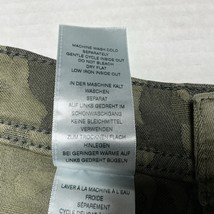 MACHINE WASH COLD
SEPARATELY
GENTLE CYCLE INSIDE OUT
DO NOT BLEACH
DRY FLAT
LOW IRON INSIDE OUT
IN MASCHINE KALT
WASCHEN
SEPARAT
AUF LINKS GEDREHT IM
SCHONWASCHGANG
KEINE BLEICHMITTEL
VERWENDEN
ZUM TROCKNEN FLACH
HINLEGEN
BEI GERINGER WÄRME AUF
LINKS GEDREHT BÜGELN
LAVER À LA MACHINE À L'EAU
FROIDE
SÉPARÉMENT